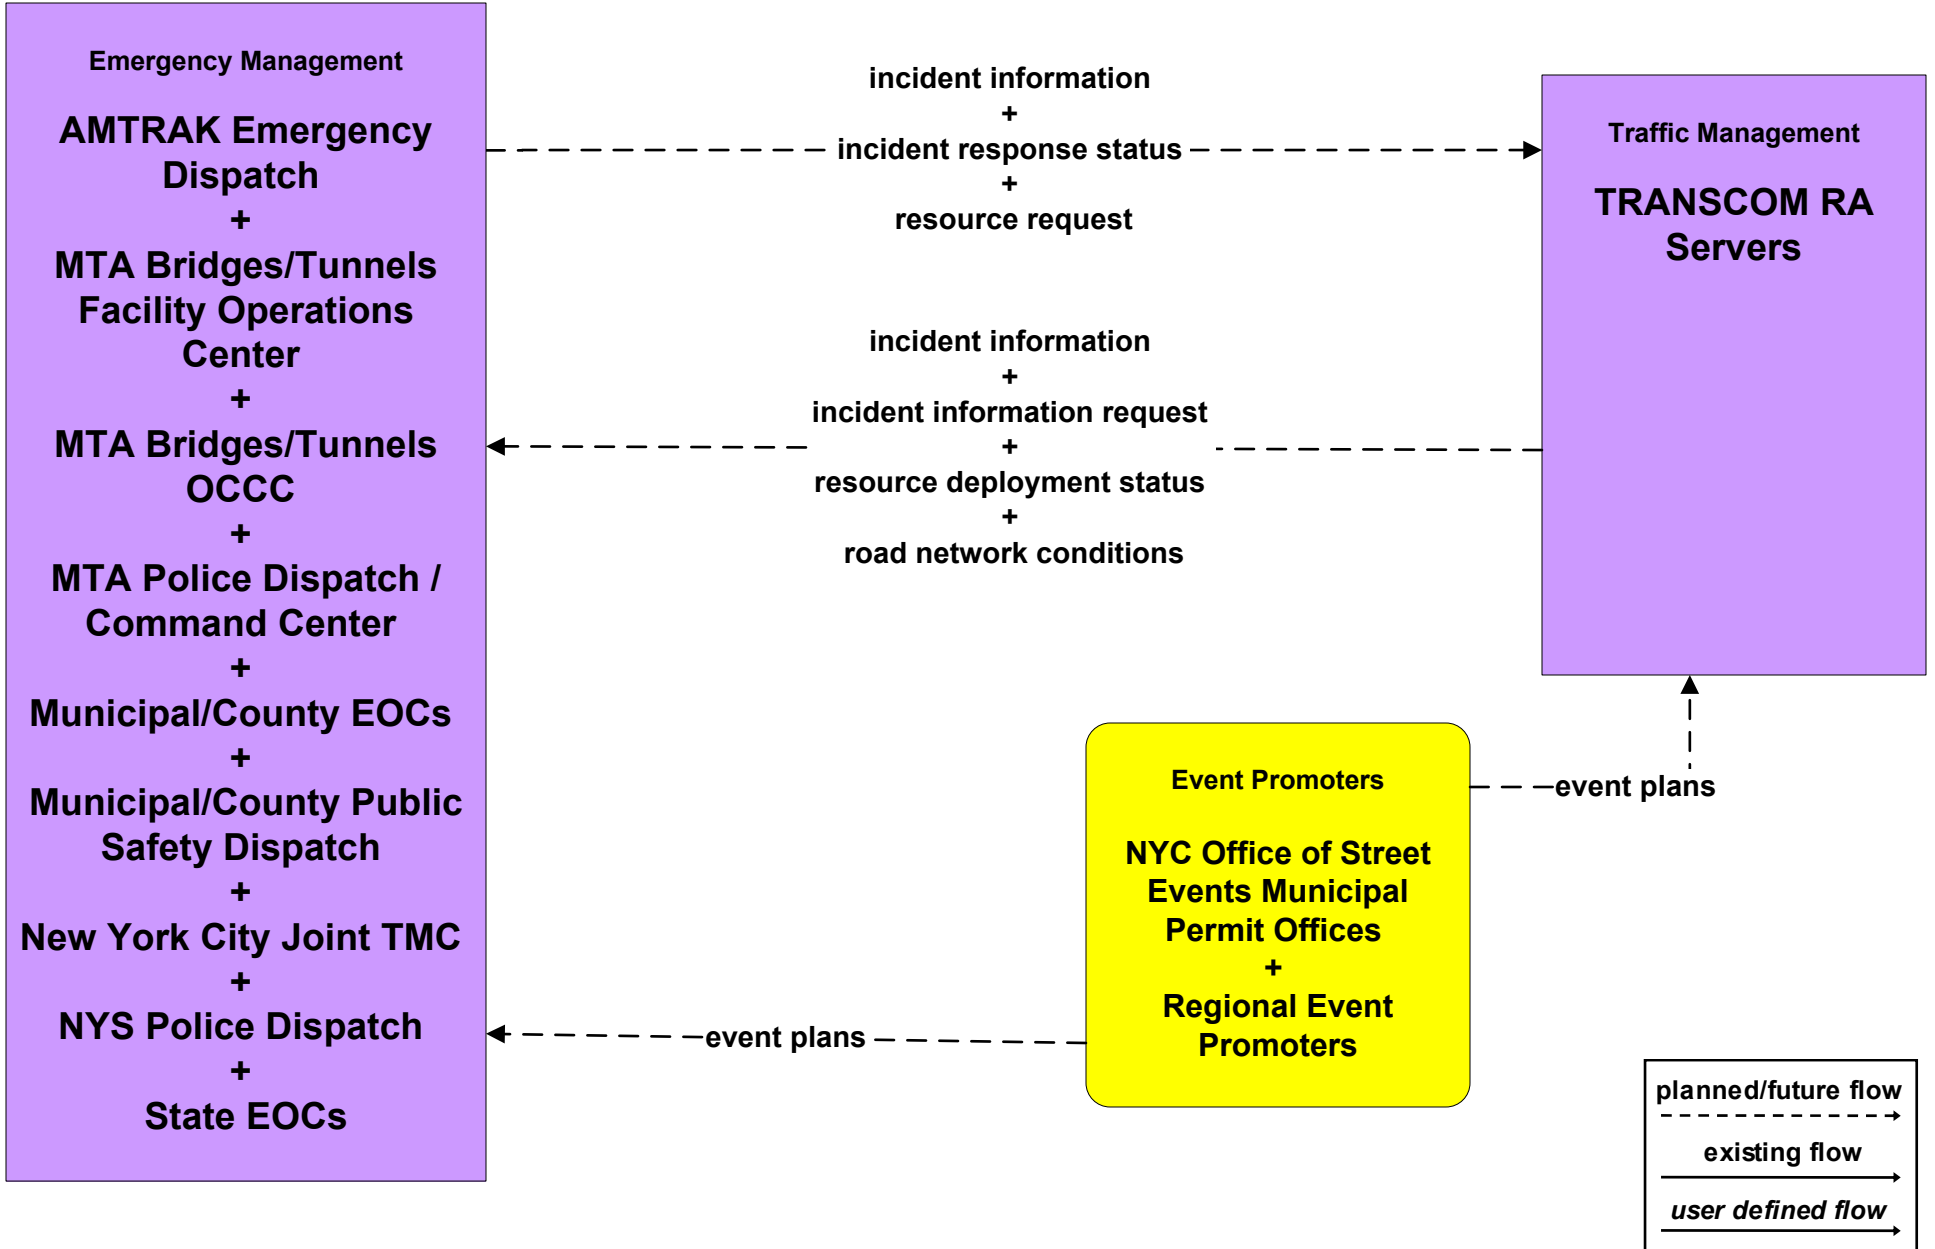 Emergency Management
AMTRAK Emergency
Dispatch
+
MTA Bridges/Tunnels
Facility Operations
Center
+
MTA Bridges/Tunnels
OCCC
+
MTA Police Dispatch /
Command Center
+
Municipal/County EOCs
+
Municipal/County Public
Safety Dispatch
+
New York City Joint TMC
+
NYS Police Dispatch
+
State EOCs
incident information
+
incident response status
+
resource request
incident information
+
incident information request
+
resource deployment status
+
road network conditions
Traffic Management
TRANSCOM RA
Servers
Event Promoters
NYC Office of Street
Events Municipal
Permit Offices
+
Regional Event
Promoters
event plans
event plans
planned/future flow
existing flow
user defined flow